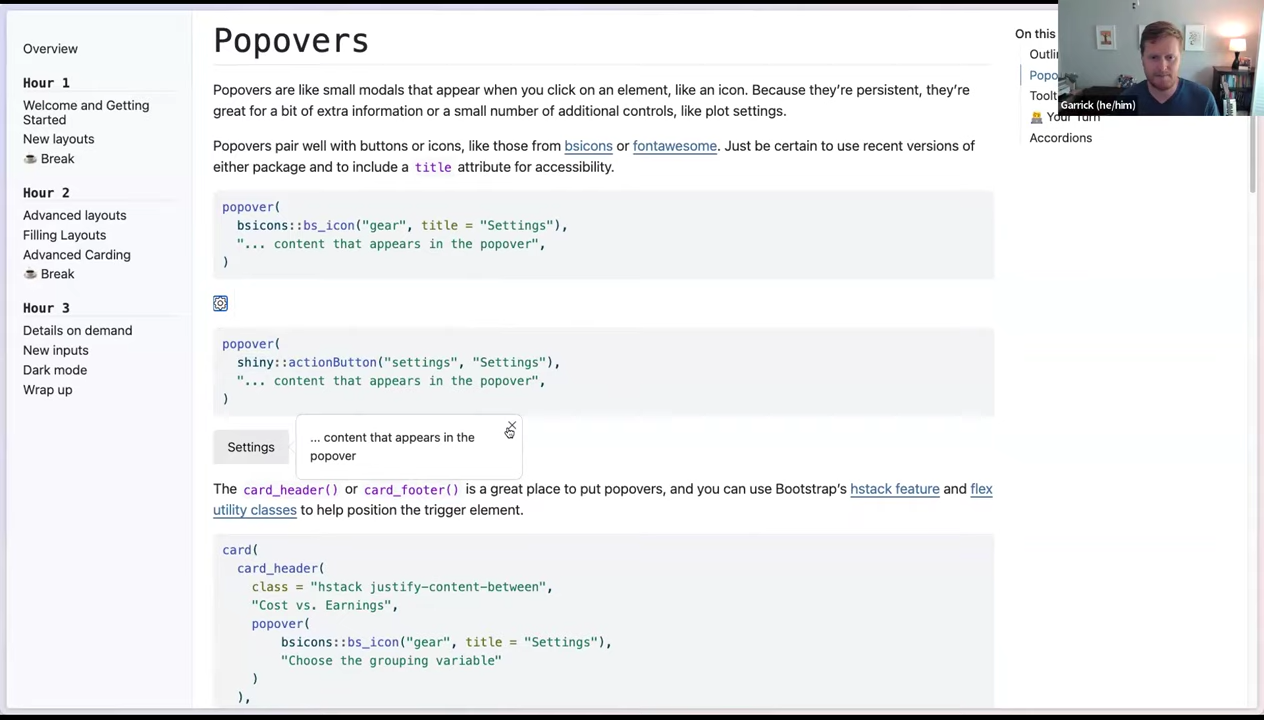 Overview
Hour 1
Welcome and Getting
Started
New layouts
☕ Break
Hour 2
Advanced layouts
Filling Layouts
Advanced Carding
☕ Break
Hour 3
Details on demand
New inputs
Dark mode
Wrap up
Popovers
Popovers are like small modals that appear when you click on an element, like an icon. Because they’re persistent, they’re
great for a bit of extra information or a small number of additional controls, like plot settings.
Popovers pair well with buttons or icons, like those from bsicons or fontawesome. Just be certain to use recent versions of
either package and to include a title attribute for accessibility.
popover(
  bsicons::bs_icon("gear", title = "Settings"),
  "... content that appears in the popover",
)
popover(
  shiny::actionButton("settings", "Settings"),
  "... content that appears in the popover",
)
Settings
... content that appears in the
popover
The card_header() or card_footer() is a great place to put popovers, and you can use Bootstrap’s hstack feature and flex
utility classes to help position the trigger element.
card(
  card_header(
    class = "hstack justify-content-between",
    "Cost vs. Earnings",
    popover(
        bsicons::bs_icon("gear", title = "Settings"),
        "Choose the grouping variable"
    )
  ),
On this
Your Turn
Accordions
Garrick (he/him)